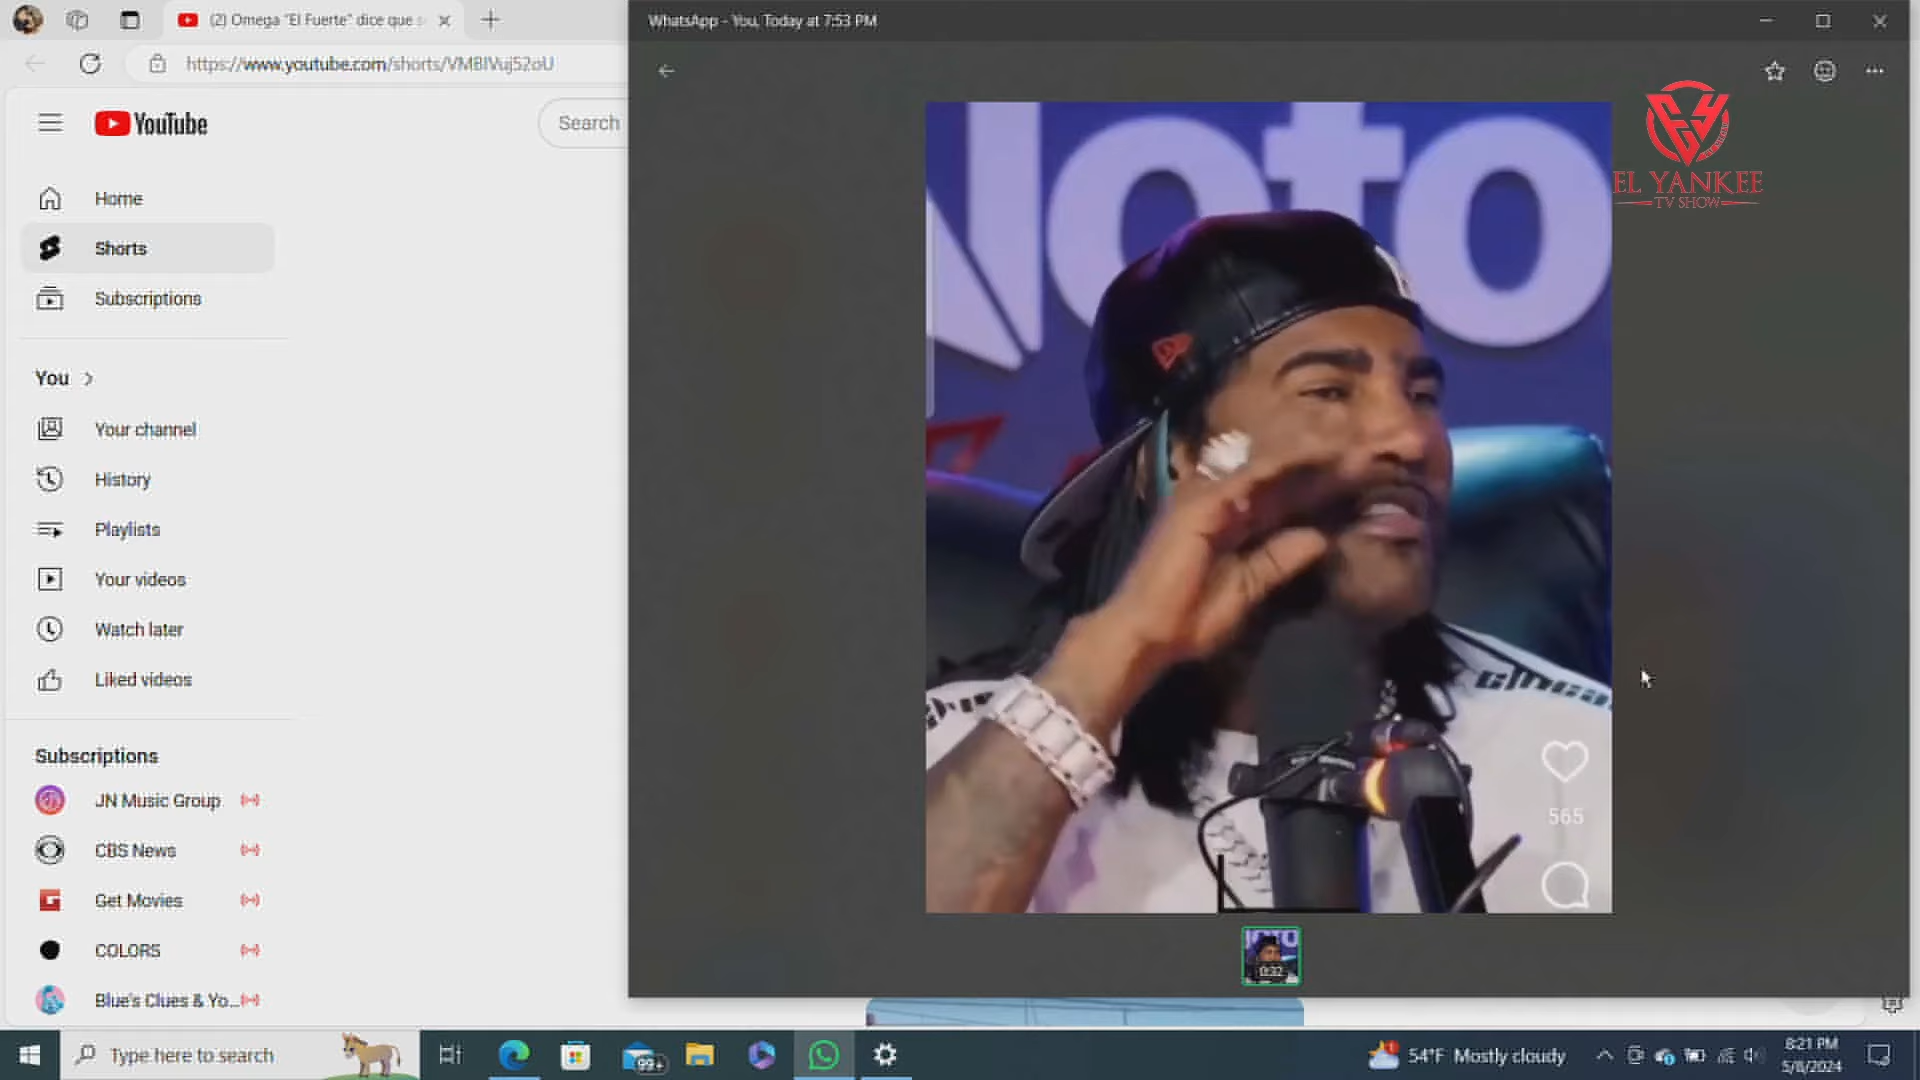 (2) Omega "El Fuerte" dice que s
WhatsApp - You, Today at 7:53 PM
https://www.youtube.com/shorts/VMBlVuj52oU
YouTube
Search
EL YANKEE
TV SHOW
Noto
Home
Shorts
Subscriptions
You
Your channel
History
Playlists
Your videos
Watch later
Liked videos
565
Subscriptions
JN Music Group
CBS News
Get Movies
COLORS
Blue's Clues & Yo...
0:32
Type here to search
99+
54°F Mostly cloudy
8:21 PM
5/8/2024